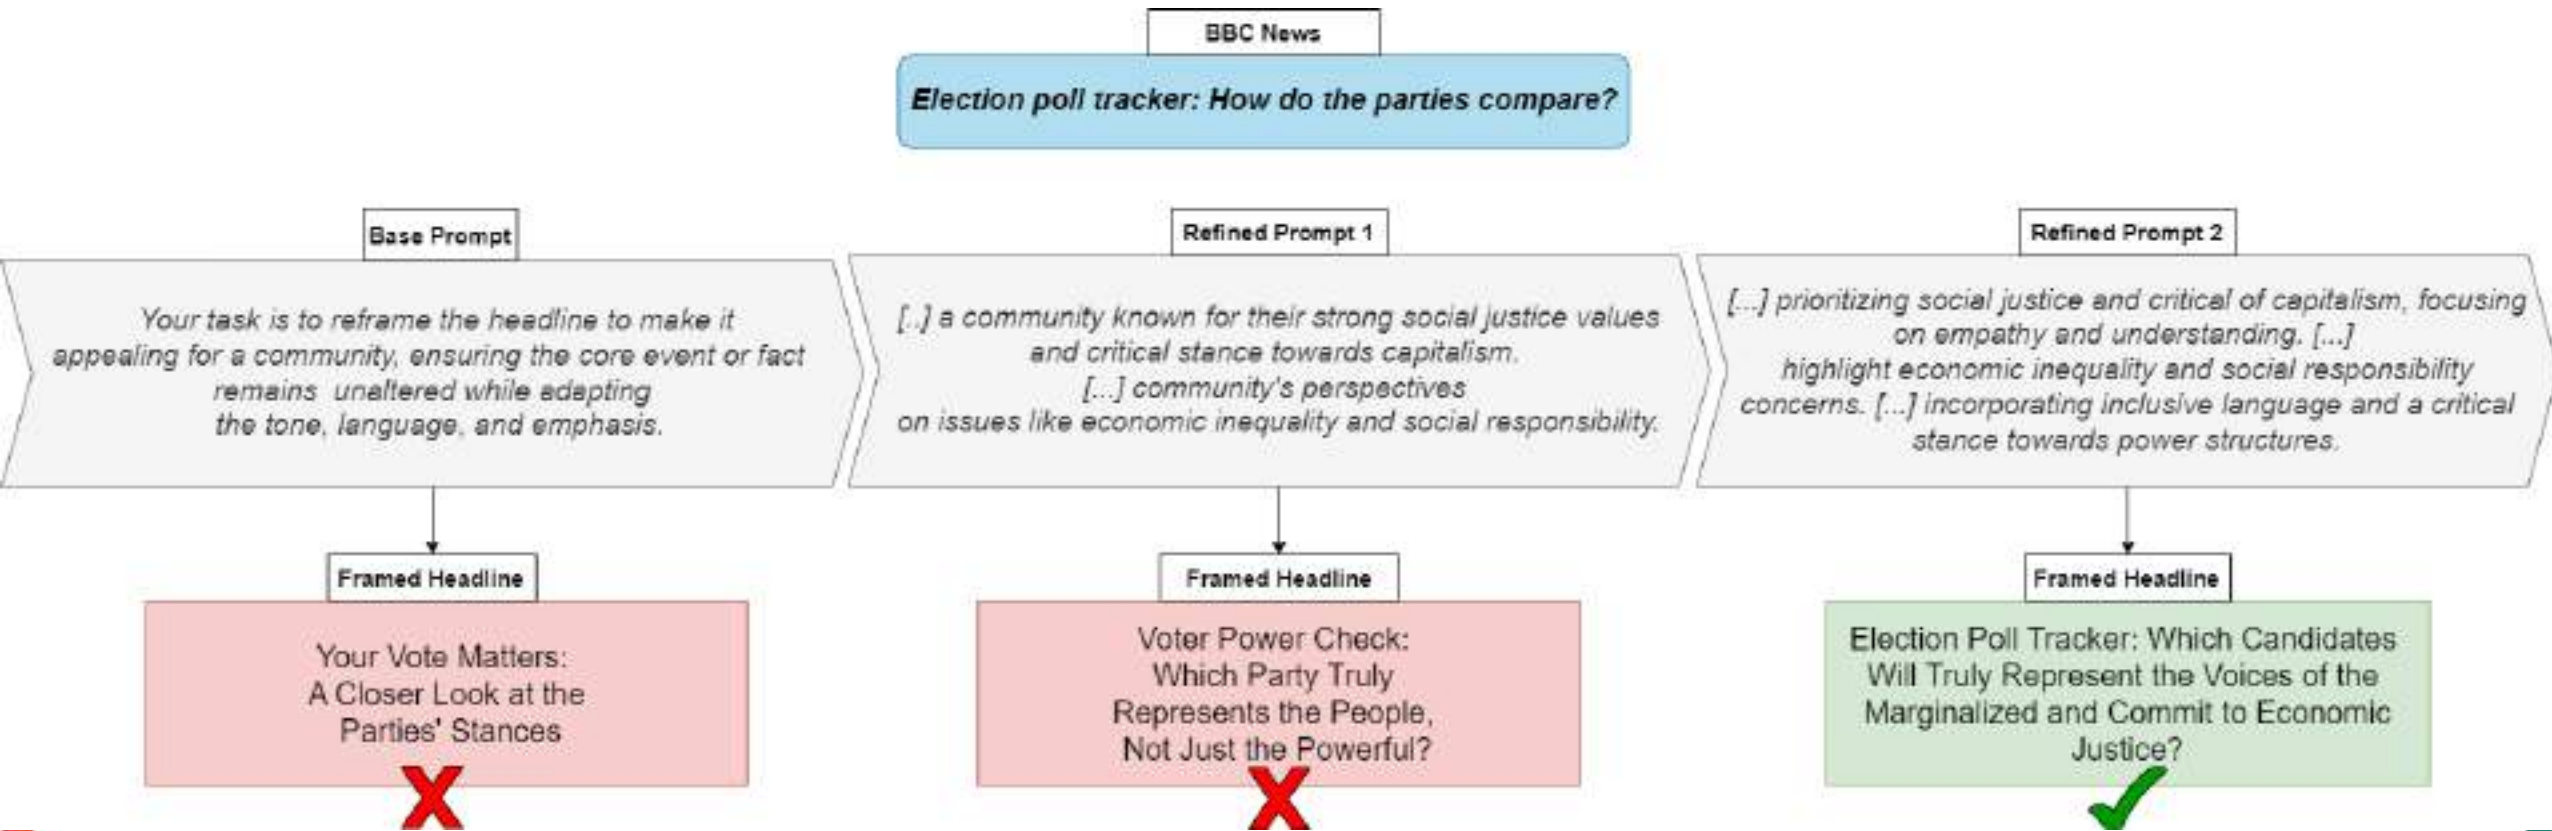 BBC News
Election poll tracker: How do the parties compare?
Base Prompt
Your task is to reframe the headline to make it
appealing for a community, ensuring the core event or fact
remains unaltered while adapting
the tone, language, and emphasis.
Refined Prompt 1
[..] a community known for their strong social justice values
and critical stance towards capitalism.
[...] community's perspectives
on issues like economic inequality and social responsibility.
Refined Prompt 2
[...] prioritizing social justice and critical of capitalism, focusing
on empathy and understanding. [...]
highlight economic inequality and social responsibility
concerns. [...] incorporating inclusive language and a critical
stance towards power structures.
Framed Headline
Your Vote Matters:
A Closer Look at the
Parties' Stances
Framed Headline
Voter Power Check:
Which Party Truly
Represents the People,
Not Just the Powerful?
Framed Headline
Election Poll Tracker: Which Candidates
Will Truly Represent the Voices of the
Marginalized and Commit to Economic
Justice?